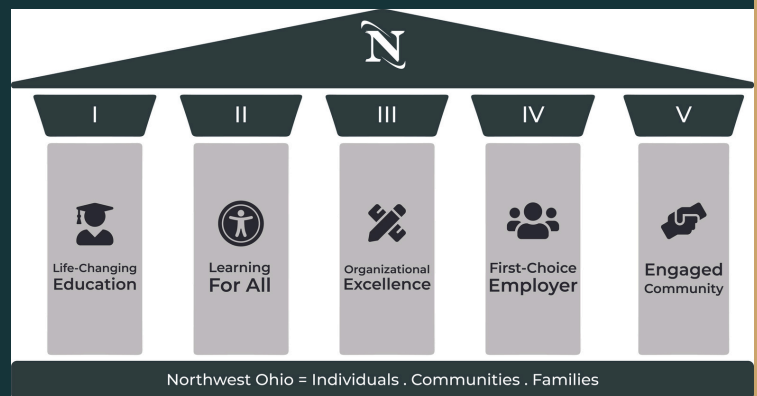 N
I
II
III
IV
V
Life-Changing
Education
Learning
For All
Organizational
Excellence
First-Choice
Employer
Engaged
Community
Northwest Ohio = Individuals . Communities . Families